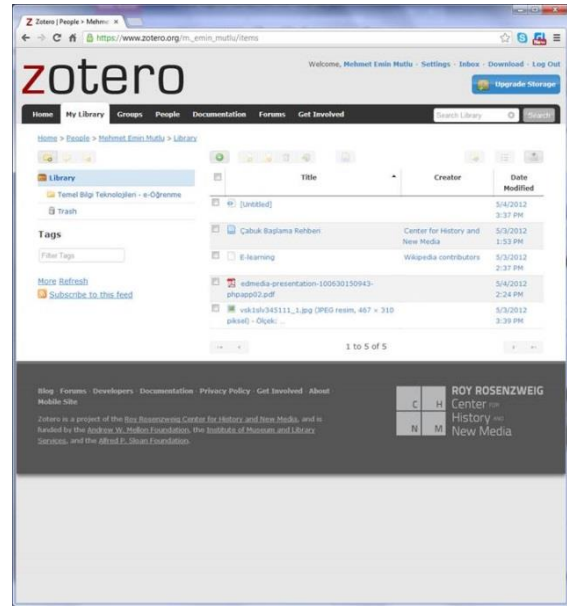 Zotero | People > Mehme
https://www.zotero.org/m_emin_mutlu/items
zotero
Welcome, Mehmet Emin Mutlu · Settings · Inbox · Download · Log Out
Upgrade Storage
Home My Library Groups People Documentation Forums Get Involved
Search Library
Search
Home > People > Mehmet Emin Mutlu > Library
Library
Temel Bilgi Teknolojileri - e-Öğrenme
Trash
Tags
Filter Tags
More Refresh
Subscribe to this feed
Title Creator Date
Modified
[Untitled] 5/4/2012
3:37 PM
Çabuk Başlama Rehberi Center for History and 5/3/2012
New Media 1:53 PM
E-learning Wikipedia contributors 5/3/2012
2:37 PM
edmedia-presentation-100630150943- 5/4/2012
phpapp02.pdf 2:24 PM
vsk1slv345111_1.jpg (JPEG resim, 467 × 310 5/3/2012
piksel) - Ölçek: ... 3:39 PM
1 to 5 of 5
Blog · Forums · Developers · Documentation · Privacy Policy · Get Involved · About
Mobile Site
Zotero is a project of the Roy Rosenzweig Center for History and New Media, and is
funded by the Andrew W. Mellon Foundation, the Institute of Museum and Library
Services, and the Alfred P. Sloan Foundation.
C H
N M
ROY ROSENZWEIG
Center FOR
History AND
New Media